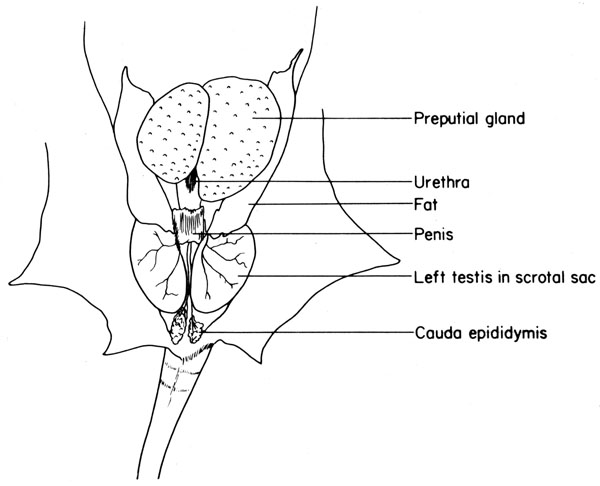 Preputial gland
Urethra
Fat
Penis
Left testis in scrotal sac
Cauda epididymis